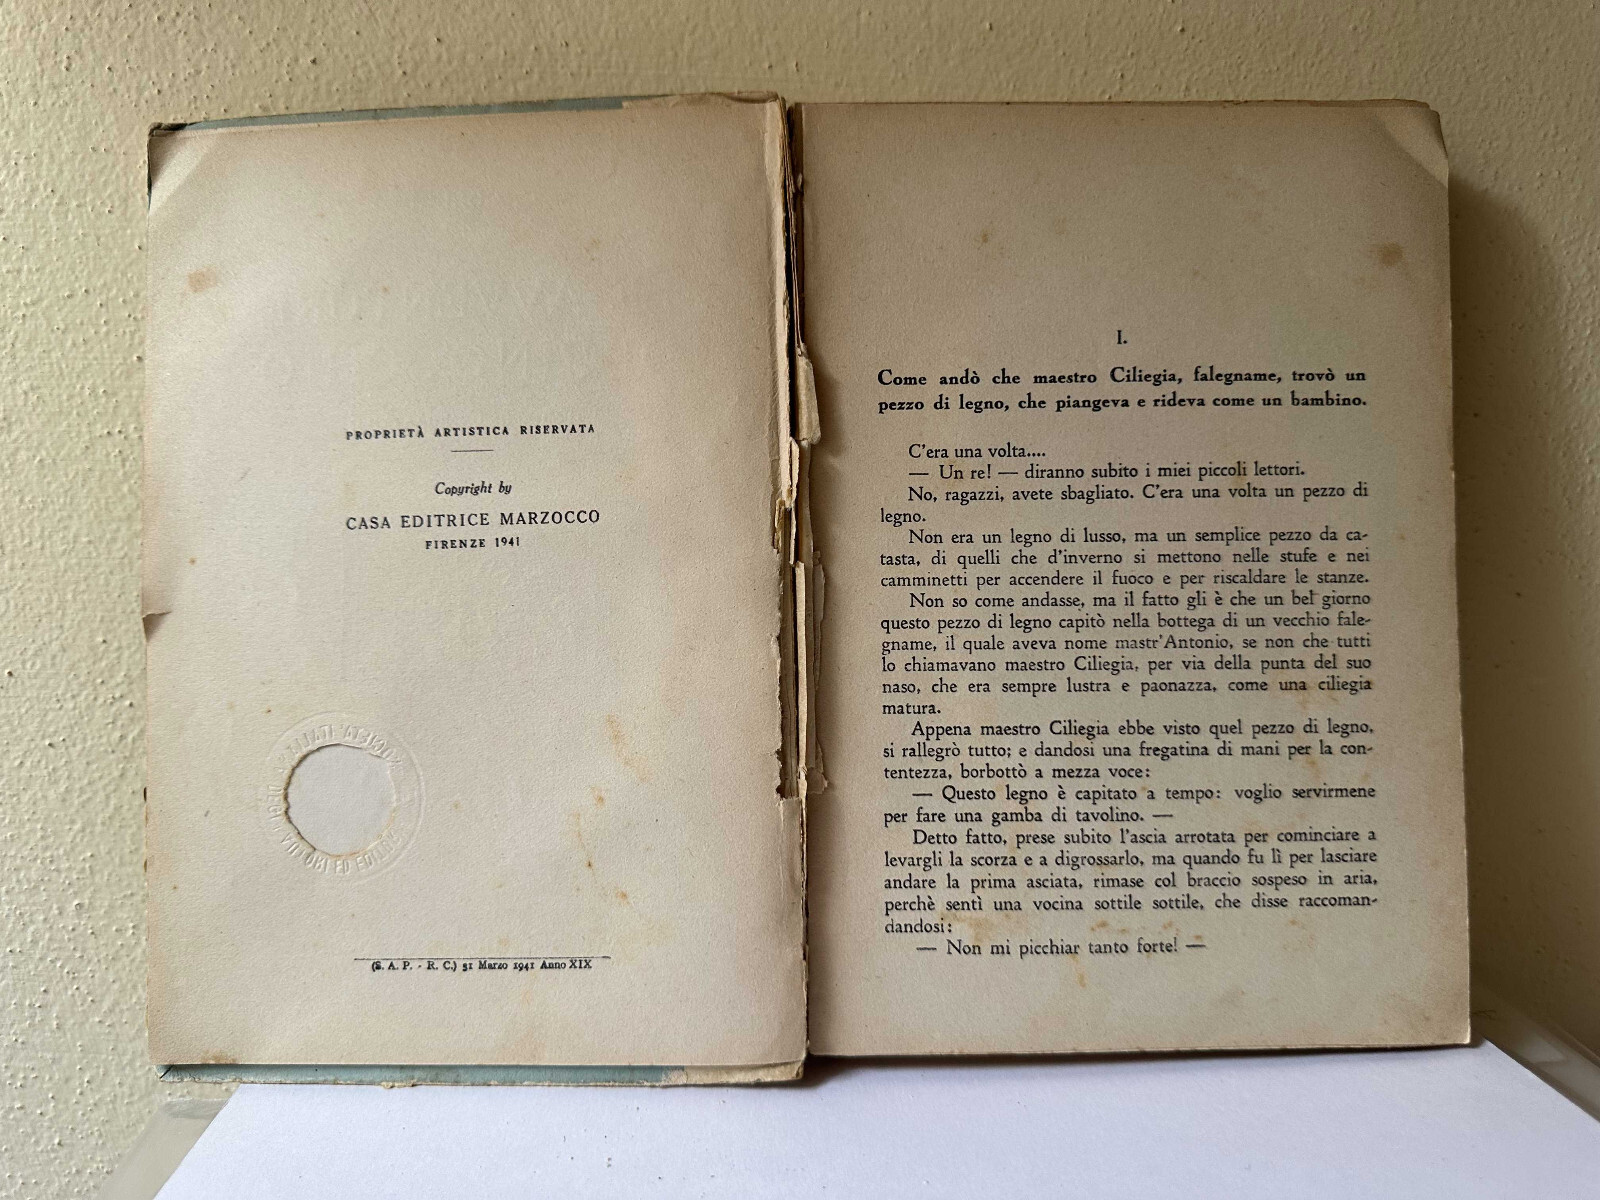 PROPRIETÀ ARTISTICA RISERVATA
Copyright by
CASA EDITRICE MARZOCCO
FIRENZE 1941
(S. A. P. - R. C.) 31 Marzo 1941 Anno XIX
I.
Come andò che maestro Ciliegia, falegname, trovò un
pezzo di legno, che piangeva e rideva come un bambino.
C'era una volta....
— Un re! — diranno subito i miei piccoli lettori.
No, ragazzi, avete sbagliato. C'era una volta un pezzo di
legno.
Non era un legno di lusso, ma un semplice pezzo da ca-
tasta, di quelli che d'inverno si mettono nelle stufe e nei
camminetti per accendere il fuoco e per riscaldare le stanze.
Non so come andasse, ma il fatto gli è che un bel giorno
questo pezzo di legno capitò nella bottega di un vecchio fale-
gname, il quale aveva nome mastr'Antonio, se non che tutti
lo chiamavano maestro Ciliegia, per via della punta del suo
naso, che era sempre lustra e paonazza, come una ciliegia
matura.
Appena maestro Ciliegia ebbe visto quel pezzo di legno,
si rallegrò tutto; e dandosi una fregatina di mani per la con-
tentezza, borbottò a mezza voce:
— Questo legno è capitato a tempo: voglio servirmene
per fare una gamba di tavolino. —
Detto fatto, prese subito l'ascia arrotata per cominciare a
levargli la scorza e a digrossarlo, ma quando fu lì per lasciare
andare la prima asciata, rimase col braccio sospeso in aria,
perchè sentì una vocina sottile sottile, che disse raccoman-
dandosi:
— Non mi picchiar tanto forte! —